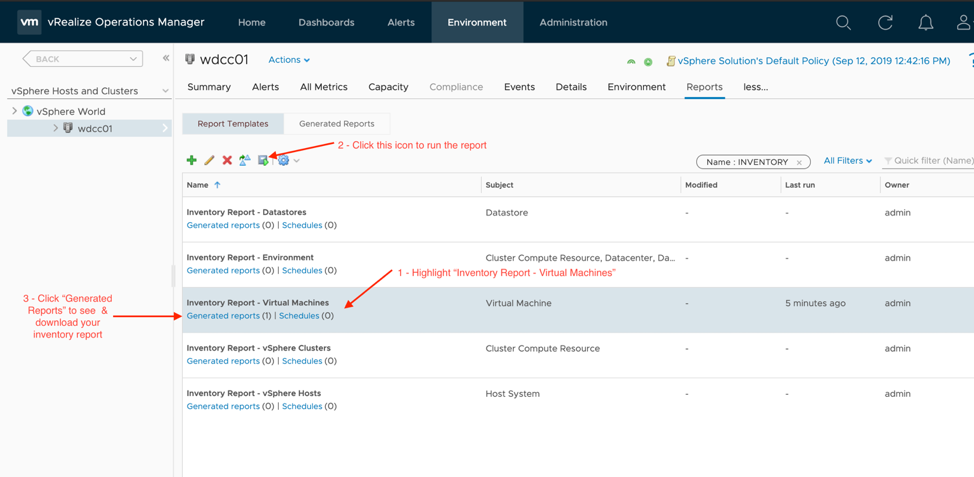 vm vRealize Operations Manager Home Dashboards Alerts Environment Administration
BACK
wdcc01 Actions vSphere Solution's Default Policy (Sep 12, 2019 12:42:16 PM)
vSphere Hosts and Clusters
vSphere World
wdcc01
Summary Alerts All Metrics Capacity Compliance Events Details Environment Reports less...
Report Templates Generated Reports
2 - Click this icon to run the report
Name : INVENTORY × All Filters Quick filter (Name)
Name Subject Modified Last run Owner
Inventory Report - Datastores Datastore - - admin
Generated reports (0) | Schedules (0)
Inventory Report - Environment Cluster Compute Resource, Datacenter, Da... - - admin
Generated reports (0) | Schedules (0)
1 - Highlight “Inventory Report - Virtual Machines”
Inventory Report - Virtual Machines Virtual Machine - 5 minutes ago admin
Generated reports (1) | Schedules (0)
3 - Click “Generated
Reports” to see &
download your
inventory report
Inventory Report - vSphere Clusters Cluster Compute Resource - - admin
Generated reports (0) | Schedules (0)
Inventory Report - vSphere Hosts Host System - - admin
Generated reports (0) | Schedules (0)